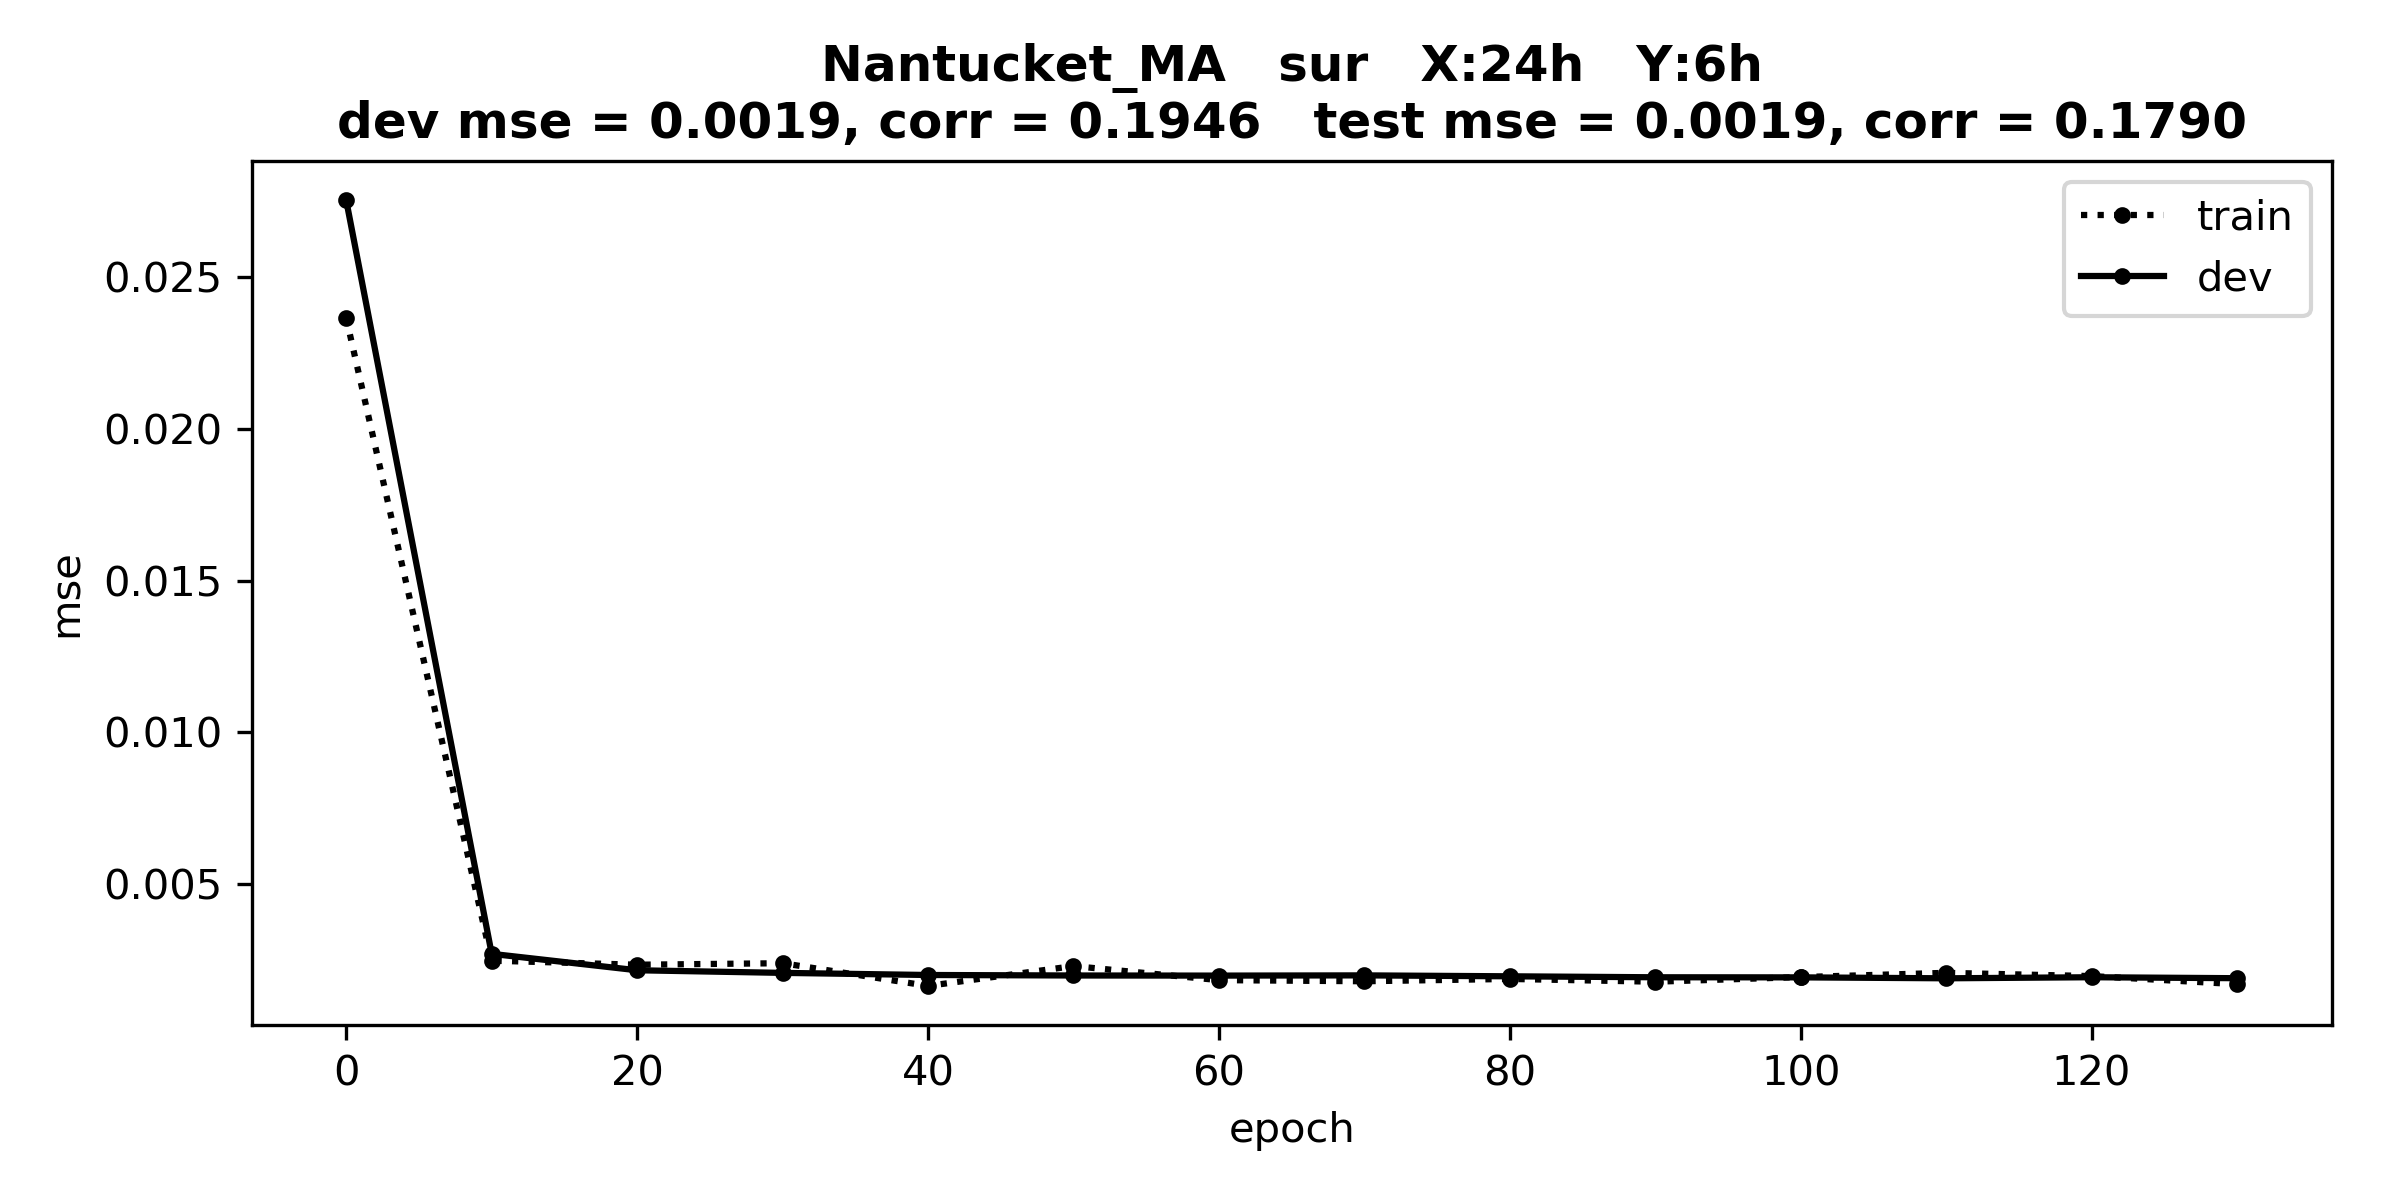 Nantucket_MA   sur   X:24h   Y:6h
dev mse = 0.0019, corr = 0.1946   test mse = 0.0019, corr = 0.1790
train
dev
0.025
0.020
0.015
0.010
0.005
mse
0 20 40 60 80 100 120
epoch